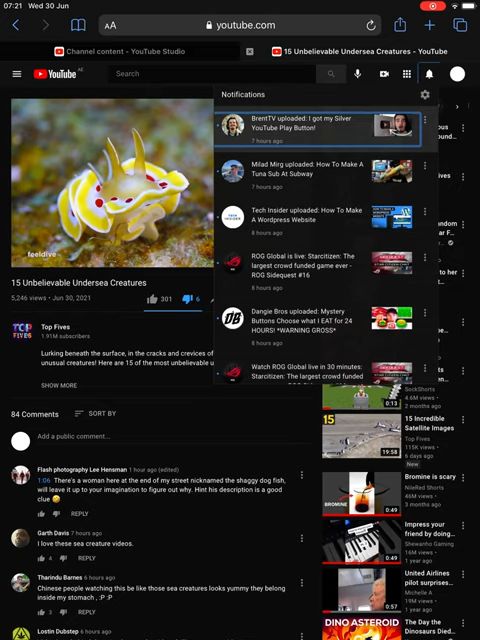 07:21 Wed 30 Jun
AA
youtube.com
Channel content - YouTube Studio
15 Unbelievable Undersea Creatures - YouTube
YouTube
Search
Notifications
BrentTV uploaded: I got my Silver
YouTube Play Button!
7 hours ago
Milad Mirg uploaded: How To Make A
Tuna Sub At Subway
7 hours ago
Tech Insider uploaded: How To Make
A Wordpress Website
8 hours ago
ROG Global is live: Starcitizen: The
largest crowd funded game ever -
ROG Sidequest #16
8 hours ago
Dangie Bros uploaded: Mystery
Buttons Choose what I EAT for 24
HOURS! *WARNING GROSS*
8 hours ago
Watch ROG Global live in 30 minutes:
Starcitizen: The largest crowd funded
feeldive
15 Unbelievable Undersea Creatures
5,246 views • Jun 30, 2021
301
6
TOP
FIVES
Top Fives
1.91M subscribers
Lurking beneath the surface, in the cracks and crevices of
unusual creatures! Here are 15 of the most unbelievable u
SHOW MORE
84 Comments
SORT BY
Add a public comment...
Flash photography Lee Hensman 1 hour ago (edited)
1:06 There's a woman here at the end of my street nicknamed the shaggy dog fish,
will leave it up to your imagination to figure out why. Hint his description is a good
clue
REPLY
Garth Davis 7 hours ago
I love these sea creature videos.
4
REPLY
Tharindu Barnes 6 hours ago
Chinese people watching this be like those sea creatures looks yummy they belong
inside my stomach , :P :P
3
REPLY
Lostin Dubstep 6 hours ago
SockShorts
4.6M views •
2 months ago
0:13
15
15 Incredible
Satellite Images
Top Fives
115K views •
6 days ago
New
19:58
BROMINE
Bromine is scary
NileRed Shorts
46M views •
3 months ago
0:49
Impress your
friend by doing...
Shewanho Gaming
16M views •
1 year ago
0:49
United Airlines
pilot surprises...
Michelle A
19M views •
1 year ago
0:57
DINO ASTEROID
The Day the
Dinosaurs Died...